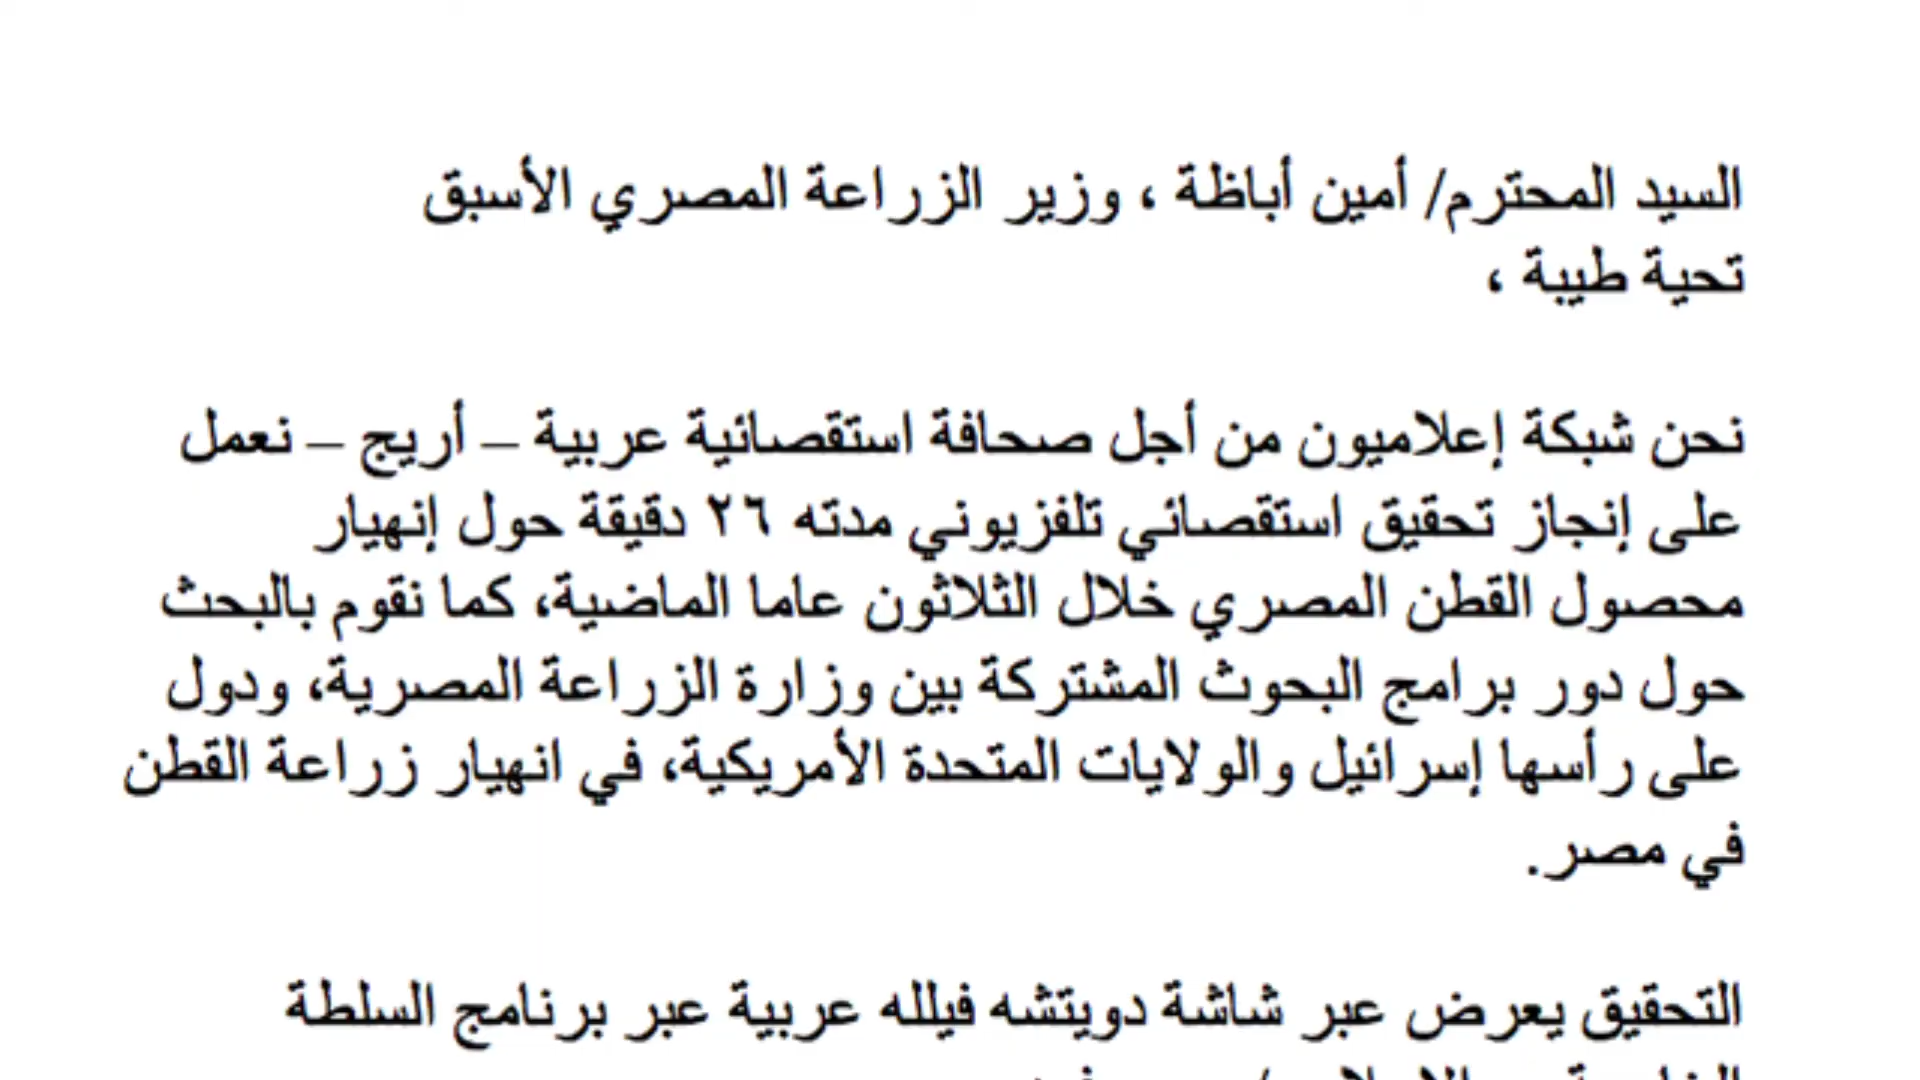 السيد المحترم/ أمين أباظة ، وزير الزراعة المصري الأسبق
تحية طيبة ،
نحن شبكة إعلاميون من أجل صحافة استقصائية عربية – أريج – نعمل
على إنجاز تحقيق استقصائي تلفزيوني مدته ٢٦ دقيقة حول إنهيار
محصول القطن المصري خلال الثلاثون عاما الماضية، كما نقوم بالبحث
حول دور برامج البحوث المشتركة بين وزارة الزراعة المصرية، ودول
على رأسها إسرائيل والولايات المتحدة الأمريكية، في انهيار زراعة القطن
في مصر.
التحقيق يعرض عبر شاشة دويتشه فيلله عربية عبر برنامج السلطة